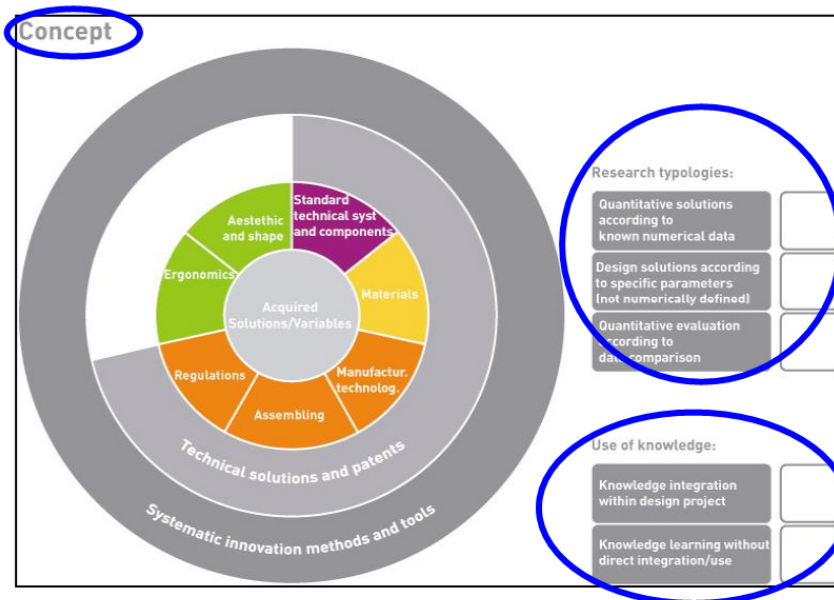 Concept
Aestethic
and shape
Standard
technical syst
and components
Ergonomics
Materials
Acquired
Solutions/Variables
Regulations
Manufactur.
technolog.
Assembling
Technical solutions and patents
Systematic innovation methods and tools
Research typologies:
Quantitative solutions
according to
known numerical data
Design solutions according
to specific parameters
(not numerically defined)
Quantitative evaluation
according to
data comparison
Use of knowledge:
Knowledge integration
within design project
Knowledge learning without
direct integration/use